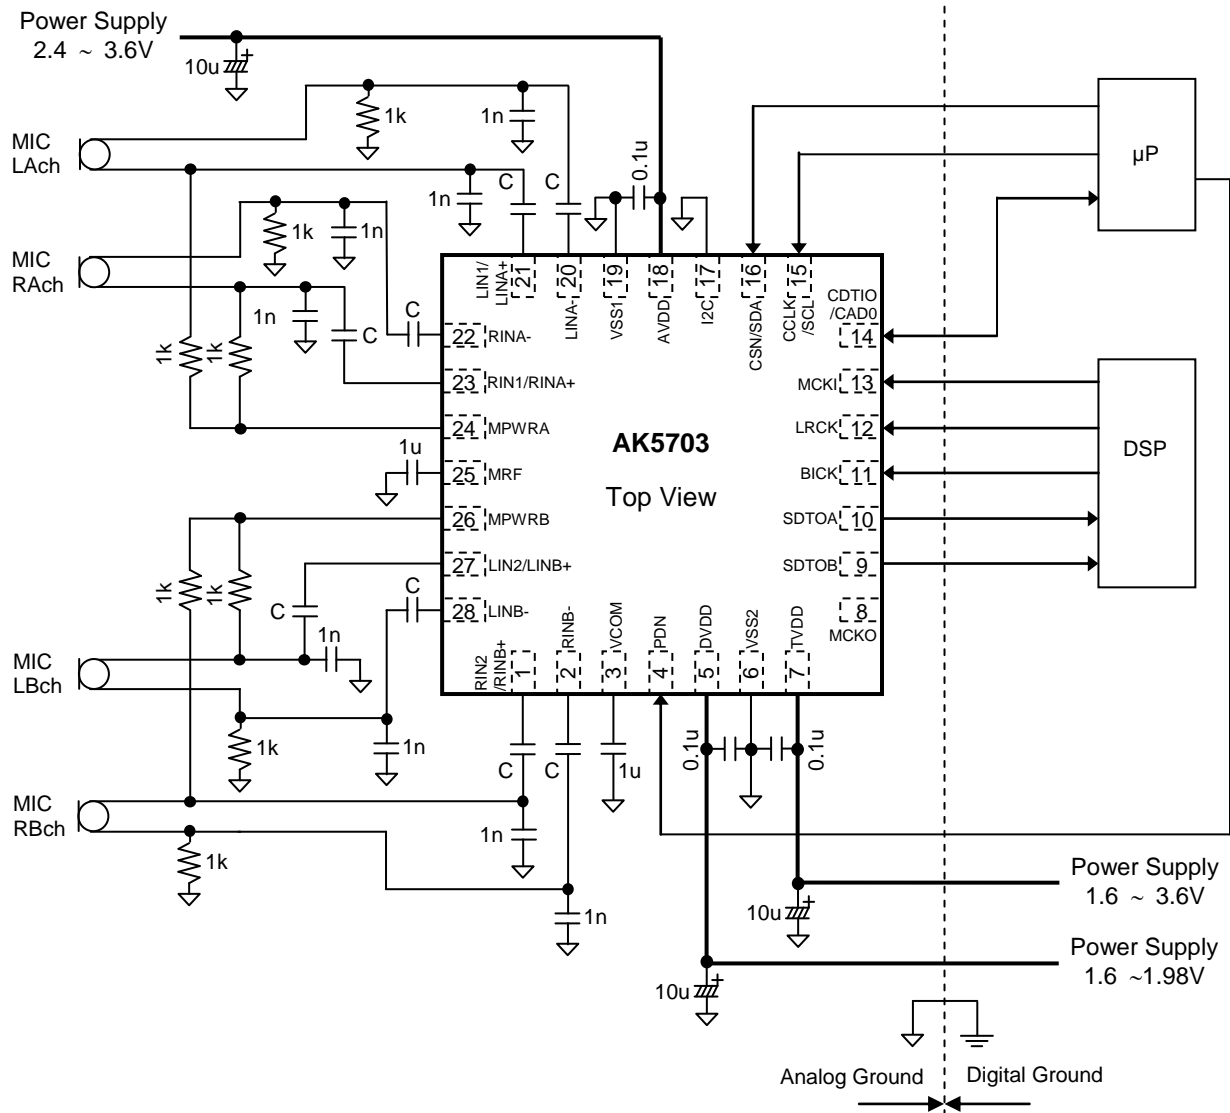 Power Supply
2.4 ~ 3.6V
10u
+
1k
1n
MIC
LAch
1n
C
C
0.1u
µP
MIC
RAch
1k
1n
1n
C
C
1k
1k
LIN1/
LINA+
21
LINA-
20
VSS1
19
AVDD
18
I2C
17
CSN/SDA
16
CCLK
/SCL
15
CDTIO
/CAD0
14
22
RINA-
23
RIN1/RINA+
MCKI
13
24
MPWRA
LRCK
12
1u
25
MRF
BICK
11
DSP
AK5703
Top View
26
MPWRB
SDTOA
10
27
LIN2/LINB+
SDTOB
9
28
LINB-
8
MCKO
1k
1k
C
C
1n
MIC
LBch
RIN2
/RINB+
1
RINB-
2
VCOM
3
PDN
4
DVDD
5
VSS2
6
TVDD
7
1k
1n
C
C
1u
0.1u
0.1u
MIC
RBch
1k
1n
1n
Power Supply
1.6 ~ 3.6V
10u
+
Power Supply
1.6 ~1.98V
10u
+
Analog Ground
Digital Ground